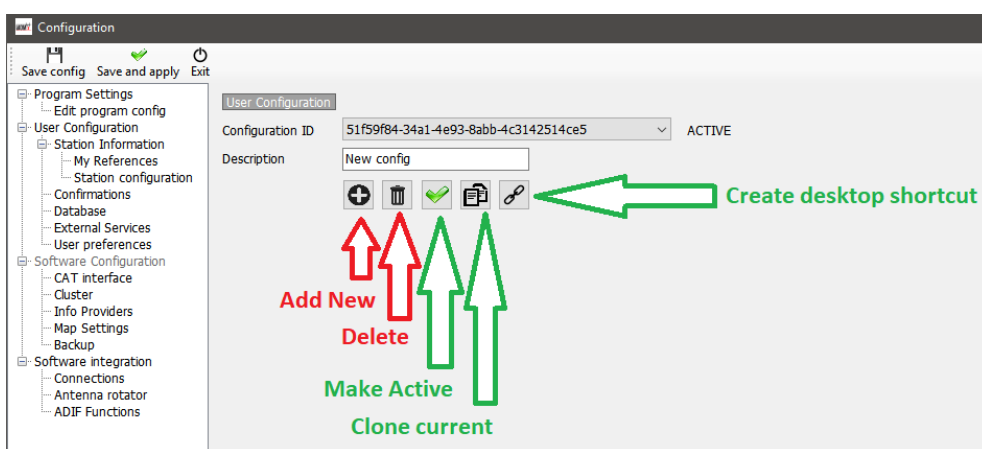 Configuration
Save config Save and apply Exit
Program Settings
Edit program config
User Configuration
Station Information
My References
Station configuration
Confirmations
Database
External Services
User preferences
Software Configuration
CAT interface
Cluster
Info Providers
Map Settings
Backup
Software integration
Connections
Antenna rotator
ADIF Functions
User Configuration
Configuration ID 51f59f84-34a1-4e93-8abb-4c3142514ce5 ACTIVE
Description New config
Create desktop shortcut
Add New
Delete
Make Active
Clone current